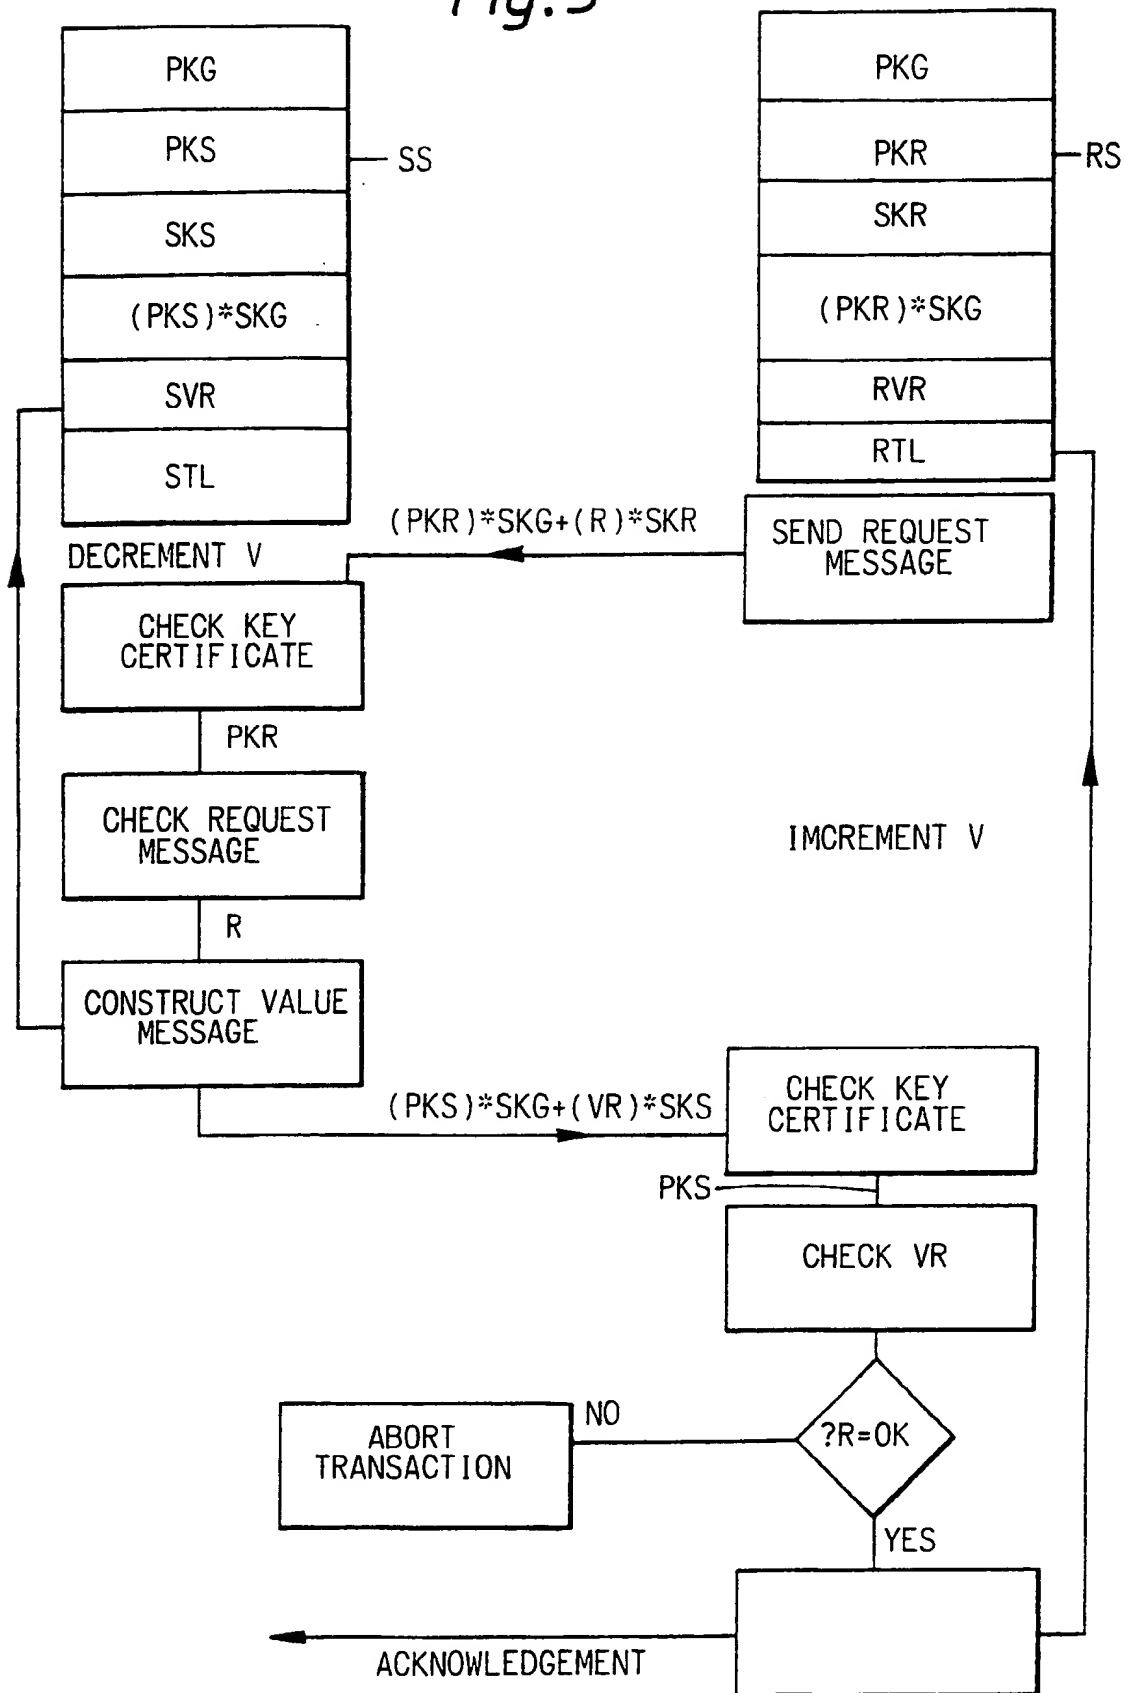 Fig.5
PKG
PKS
SS
SKS
(PKS)*SKG
SVR
STL
PKG
PKR
RS
SKR
(PKR)*SKG
RVR
RTL
(PKR)*SKG+(R)*SKR
SEND REQUEST
MESSAGE
DECREMENT V
CHECK KEY
CERTIFICATE
PKR
CHECK REQUEST
MESSAGE
IMCREMENT V
R
CONSTRUCT VALUE
MESSAGE
(PKS)*SKG+(VR)*SKS
CHECK KEY
CERTIFICATE
PKS
CHECK VR
?R=OK
NO
ABORT
TRANSACTION
YES
ACKNOWLEDGEMENT